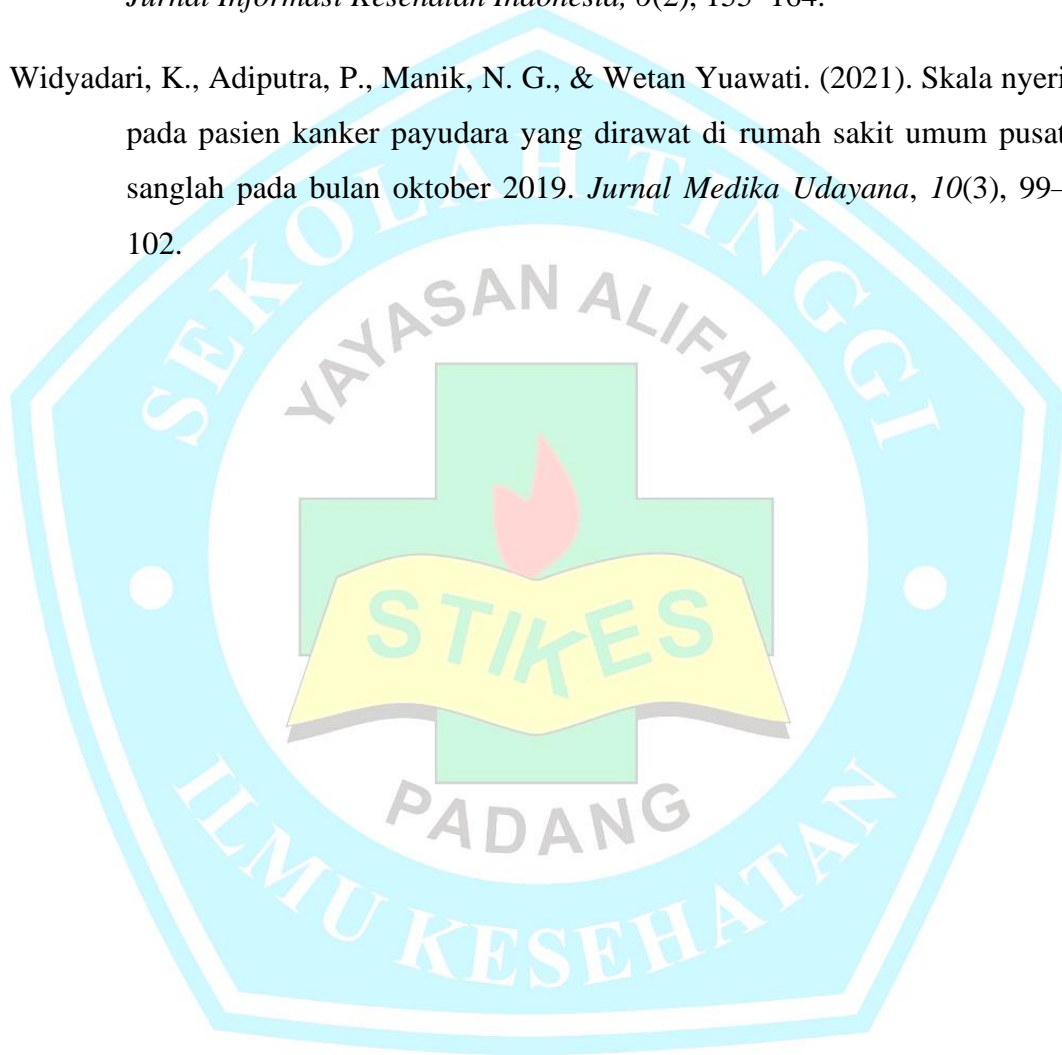 Jurnal Informasi Kesehatan Indonesia, 6(2), 155–164.
Widyadari, K., Adiputra, P., Manik, N. G., & Wetan Yuawati. (2021). Skala nyeri
pada pasien kanker payudara yang dirawat di rumah sakit umum pusat
sanglah pada bulan oktober 2019. Jurnal Medika Udayana, 10(3), 99–
102.
SEKOLAH TINGGI
YAYASAN ALIFAH
STIKES
PADANG
ILMU KESEHATAN